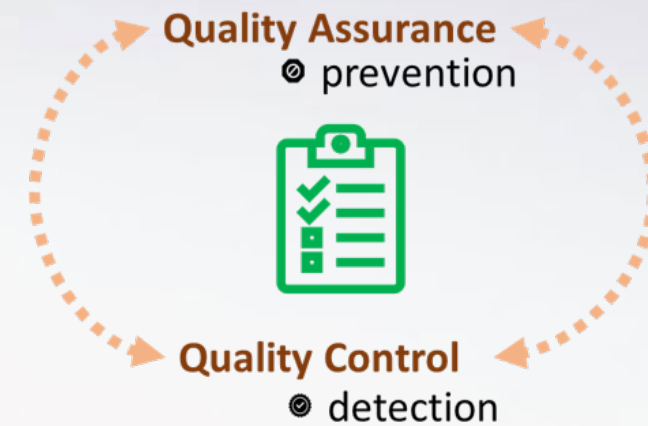 Quality Assurance
prevention
Quality Control
detection